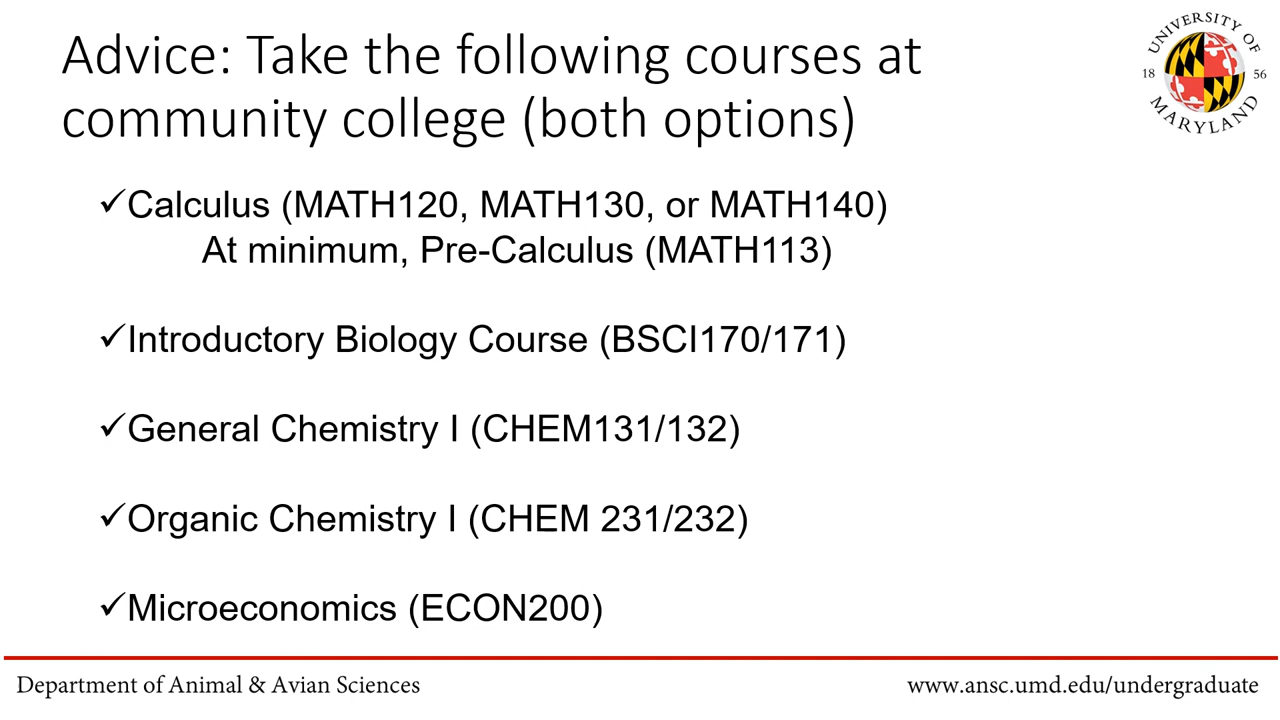 Advice: Take the following courses at
community college (both options)
UNIVERSITY OF
18 56
MARYLAND
✓Calculus (MATH120, MATH130, or MATH140)
At minimum, Pre-Calculus (MATH113)
✓Introductory Biology Course (BSCI170/171)
✓General Chemistry I (CHEM131/132)
✓Organic Chemistry I (CHEM 231/232)
✓Microeconomics (ECON200)
Department of Animal & Avian Sciences
www.ansc.umd.edu/undergraduate